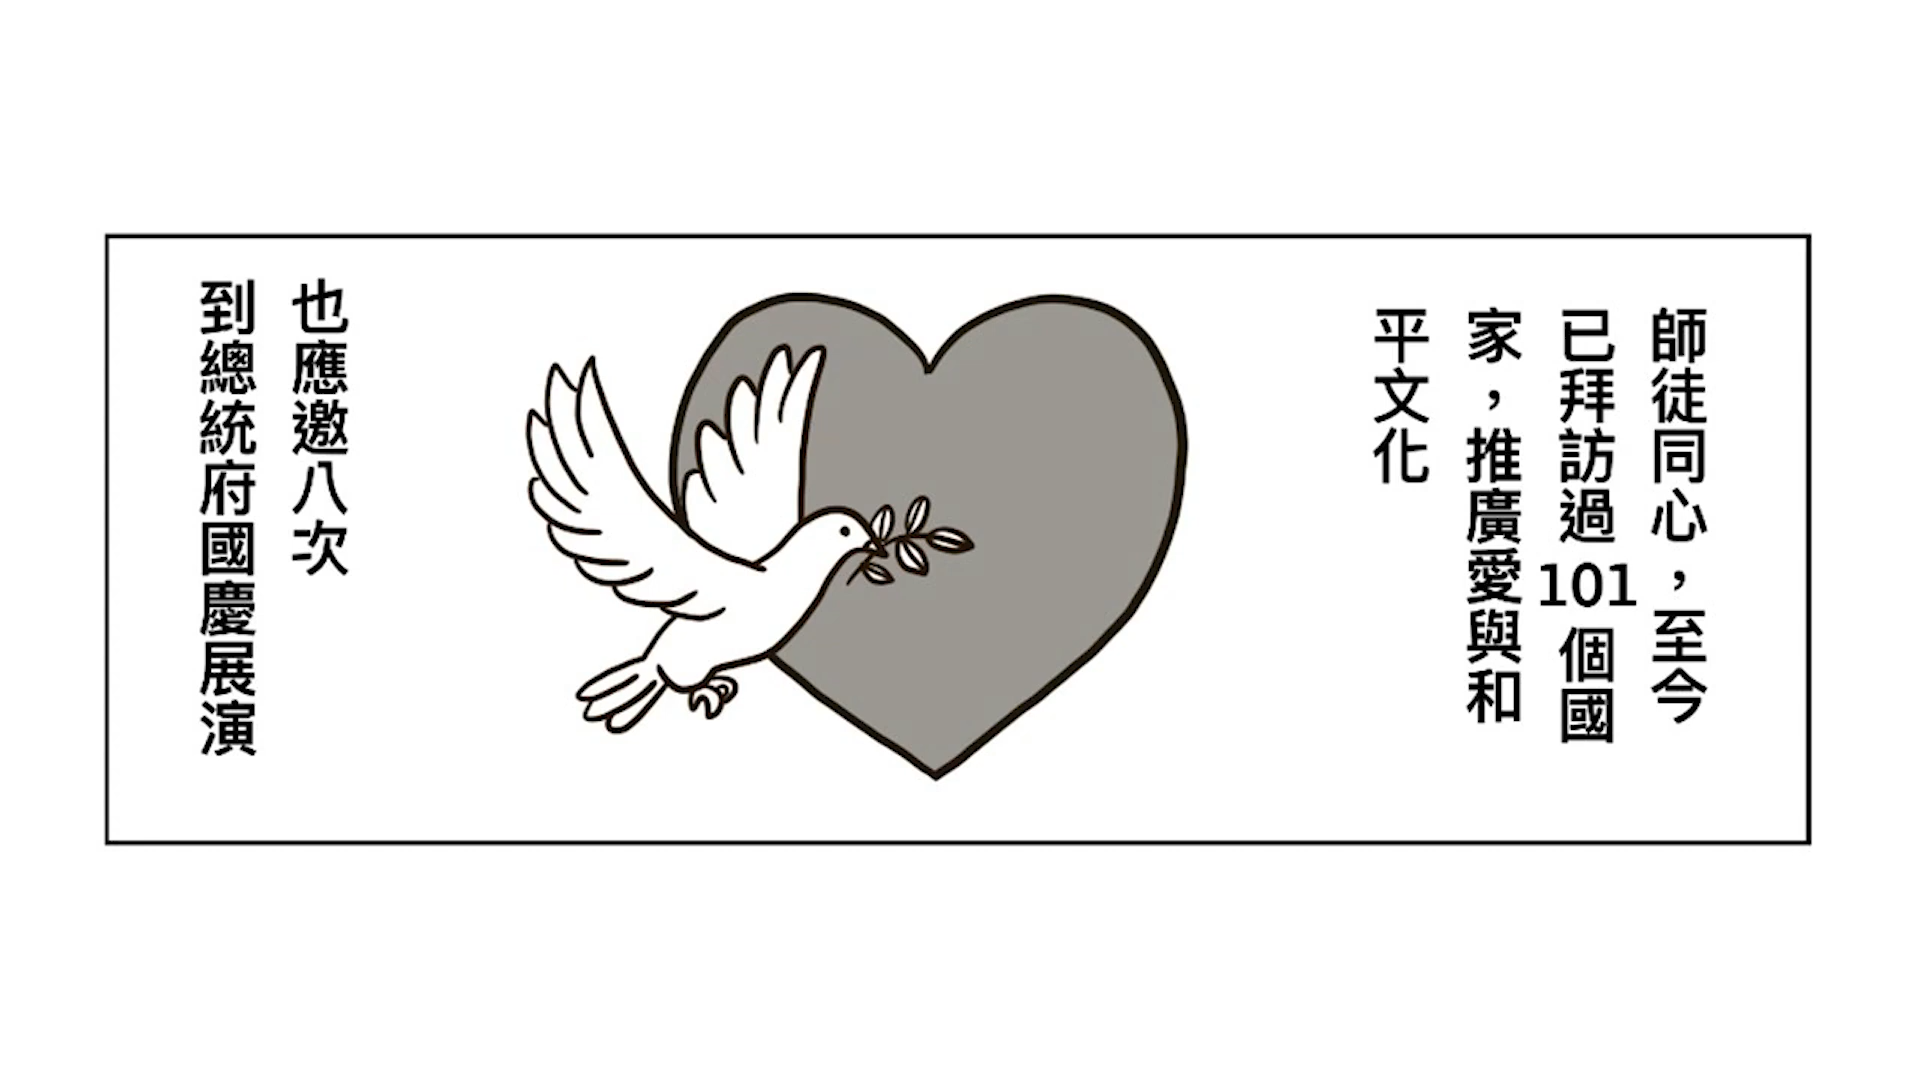 師徒同心，至今
已拜訪過101個國
家，推廣愛與和
平文化
也應邀八次
到總統府國慶展演